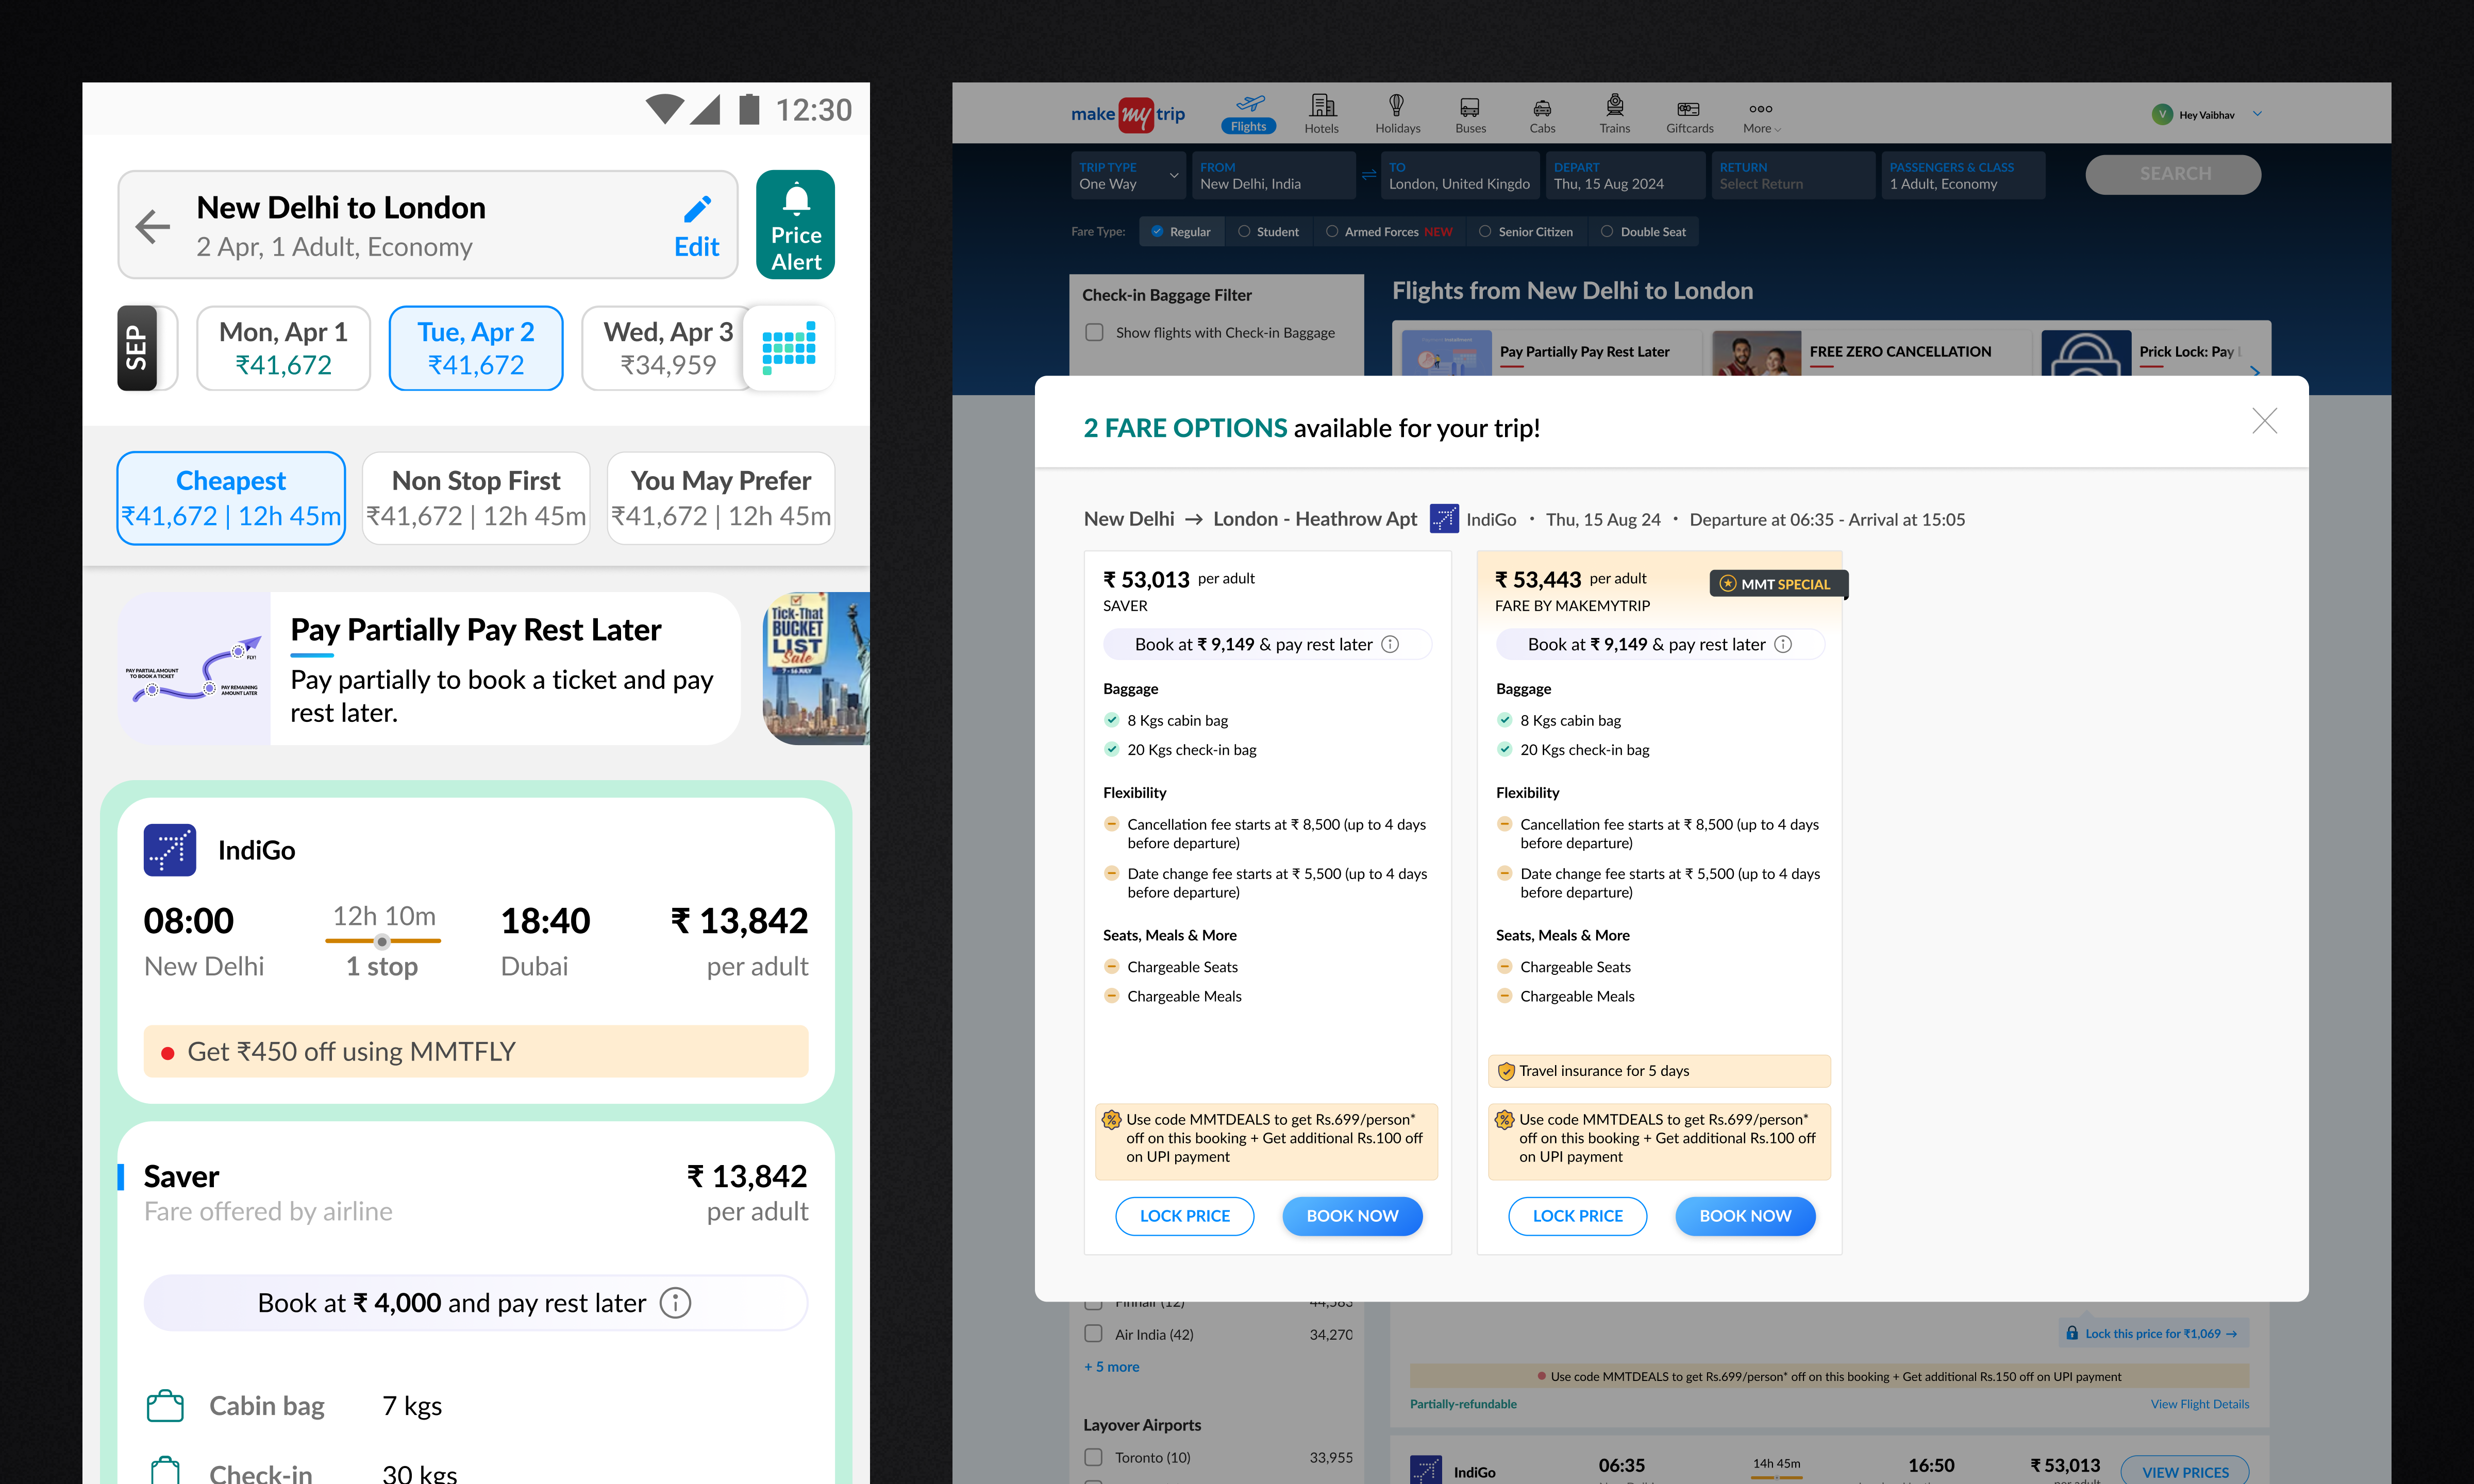 12:30
New Delhi to London
2 Apr, 1 Adult, Economy
Edit
Price
Alert
SEP
Mon, Apr 1
₹41,672
Tue, Apr 2
₹41,672
Wed, Apr 3
₹34,959
Cheapest
₹41,672 | 12h 45m
Non Stop First
₹41,672 | 12h 45m
You May Prefer
₹41,672 | 12h 45m
PAY PARTIAL AMOUNT
TO BOOK A TICKET
FLY!
PAY REMAINING
AMOUNT LATER
Pay Partially Pay Rest Later
Pay partially to book a ticket and pay
rest later.
Tick-That
BUCKET
LIST
Sale
IndiGo
08:00
New Delhi
12h 10m
1 stop
18:40
Dubai
₹ 13,842
per adult
Get ₹450 off using MMTFLY
Saver
Fare offered by airline
₹ 13,842
per adult
Book at ₹ 4,000 and pay rest later
Cabin bag 7 kgs
Check-in 30 kgs
make my trip
Flights
Hotels
Holidays
Buses
Cabs
Trains
Giftcards
More
V
Hey Vaibhav
TRIP TYPE
One Way
FROM
New Delhi, India
TO
London, United Kingdo
DEPART
Thu, 15 Aug 2024
RETURN
Select Return
PASSENGERS & CLASS
1 Adult, Economy
SEARCH
Fare Type:
Regular
Student
Armed Forces NEW
Senior Citizen
Double Seat
Check-in Baggage Filter
Show flights with Check-in Baggage
Flights from New Delhi to London
Pay Partially Pay Rest Later
FREE ZERO CANCELLATION
Prick Lock: Pay
2 FARE OPTIONS available for your trip!
New Delhi → London - Heathrow Apt IndiGo • Thu, 15 Aug 24 • Departure at 06:35 - Arrival at 15:05
₹ 53,013 per adult
SAVER
Book at ₹ 9,149 & pay rest later
Baggage
8 Kgs cabin bag
20 Kgs check-in bag
Flexibility
Cancellation fee starts at ₹ 8,500 (up to 4 days
before departure)
Date change fee starts at ₹ 5,500 (up to 4 days
before departure)
Seats, Meals & More
Chargeable Seats
Chargeable Meals
Use code MMTDEALS to get Rs.699/person*
off on this booking + Get additional Rs.100 off
on UPI payment
LOCK PRICE
BOOK NOW
₹ 53,443 per adult
MMT SPECIAL
FARE BY MAKEMYTRIP
Book at ₹ 9,149 & pay rest later
Baggage
8 Kgs cabin bag
20 Kgs check-in bag
Flexibility
Cancellation fee starts at ₹ 8,500 (up to 4 days
before departure)
Date change fee starts at ₹ 5,500 (up to 4 days
before departure)
Seats, Meals & More
Chargeable Seats
Chargeable Meals
Travel insurance for 5 days
Use code MMTDEALS to get Rs.699/person*
off on this booking + Get additional Rs.100 off
on UPI payment
LOCK PRICE
BOOK NOW
Finnair (12)
Air India (42) 34,270
+ 5 more
Layover Airports
Toronto (10) 33,955
Lock this price for ₹1,069 →
Use code MMTDEALS to get Rs.699/person* off on this booking + Get additional Rs.150 off on UPI payment
Partially-refundable
View Flight Details
IndiGo
06:35
14h 45m
16:50
₹ 53,013
VIEW PRICES